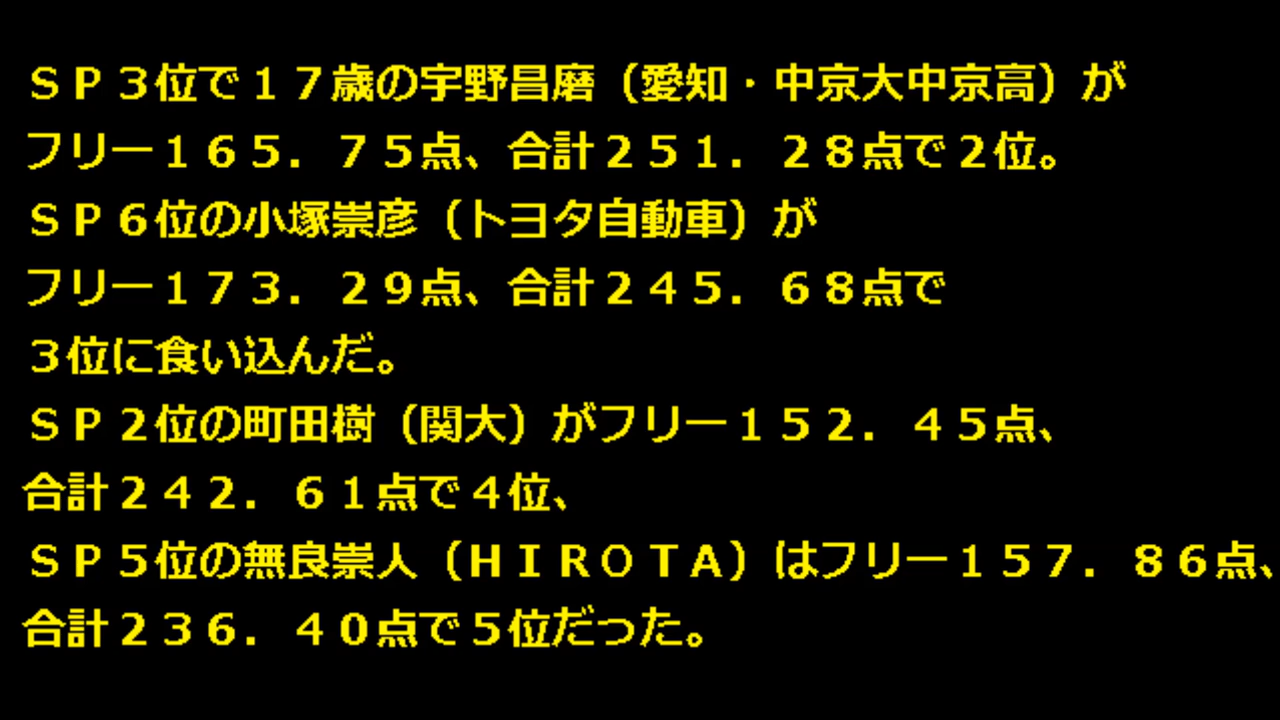 ＳＰ３位で１７歳の宇野昌磨（愛知・中京大中京高）が
フリー１６５．７５点、合計２５１．２８点で２位。
ＳＰ６位の小塚崇彦（トヨタ自動車）が
フリー１７３．２９点、合計２４５．６８点で
３位に食い込んだ。
ＳＰ２位の町田樹（関大）がフリー１５２．４５点、
合計２４２．６１点で４位、
ＳＰ５位の無良崇人（ＨＩＲＯＴＡ）はフリー１５７．８６点、
合計２３６．４０点で５位だった。